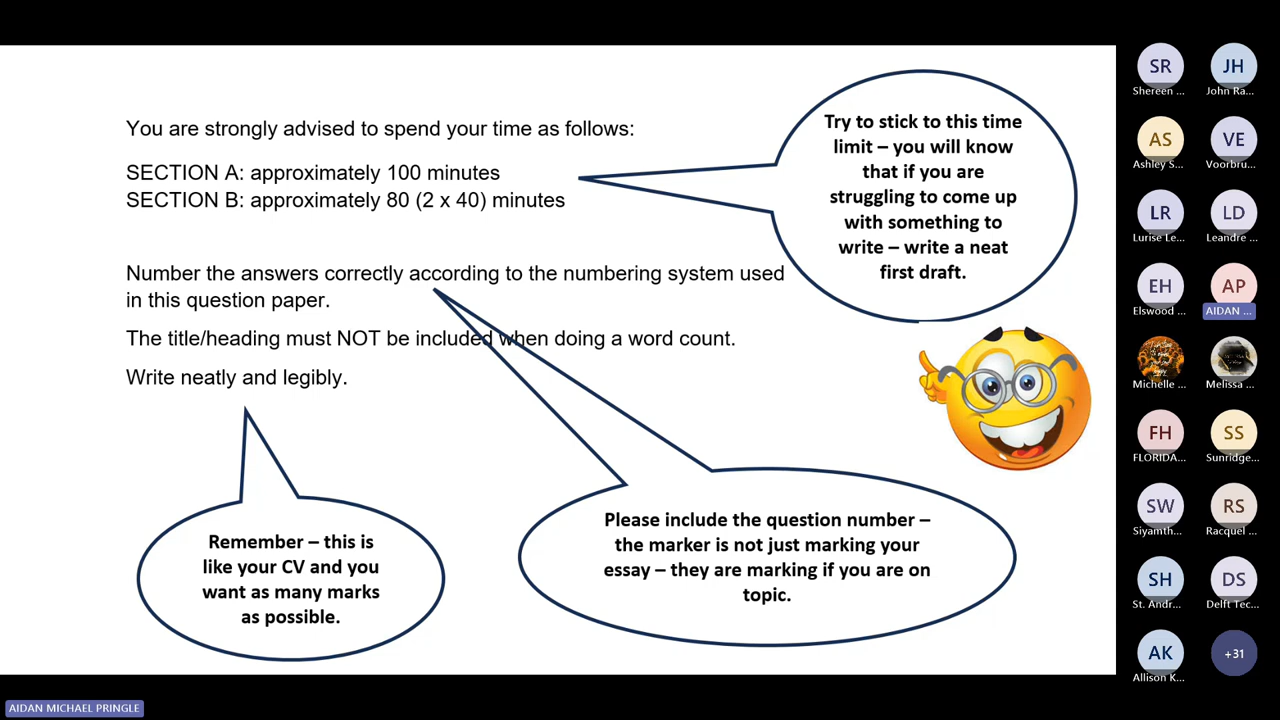 You are strongly advised to spend your time as follows:
SECTION A: approximately 100 minutes
SECTION B: approximately 80 (2 x 40) minutes
Number the answers correctly according to the numbering system used
in this question paper.
The title/heading must NOT be included when doing a word count.
Write neatly and legibly.
Try to stick to this time
limit – you will know
that if you are
struggling to come up
with something to
write – write a neat
first draft.
Remember – this is
like your CV and you
want as many marks
as possible.
Please include the question number –
the marker is not just marking your
essay – they are marking if you are on
topic.
SR
Shereen ...
JH
John Ra...
AS
Ashley S...
VE
Voorbru...
LR
Lurise Le...
LD
Leandre ...
EH
Elswood ...
AP
AIDAN ...
Michelle ...
Melissa ...
FH
FLORIDA...
SS
Sunridge...
SW
Siyamth...
RS
Racquel ...
SH
St. Andr...
DS
Delft Tec...
AK
Allison K...
+31
AIDAN MICHAEL PRINGLE